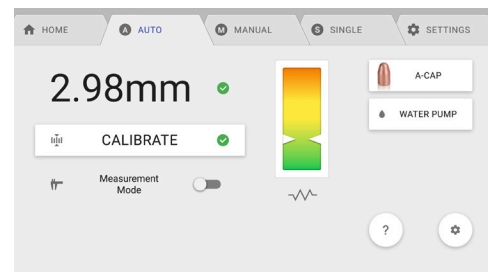 HOME
A AUTO
M MANUAL
S SINGLE
SETTINGS
2.98mm
A-CAP
WATER PUMP
CALIBRATE
Measurement
Mode
?